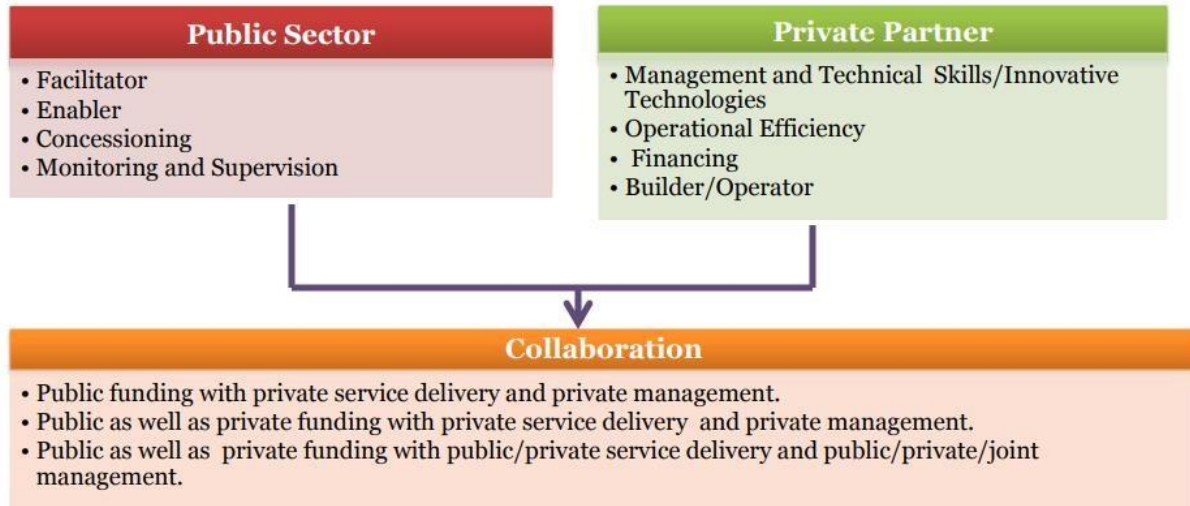 Public Sector
• Facilitator
• Enabler
• Concessioning
• Monitoring and Supervision
Private Partner
• Management and Technical Skills/Innovative
Technologies
• Operational Efficiency
• Financing
• Builder/Operator
Collaboration
• Public funding with private service delivery and private management.
• Public as well as private funding with private service delivery and private management.
• Public as well as private funding with public/private service delivery and public/private/joint
management.